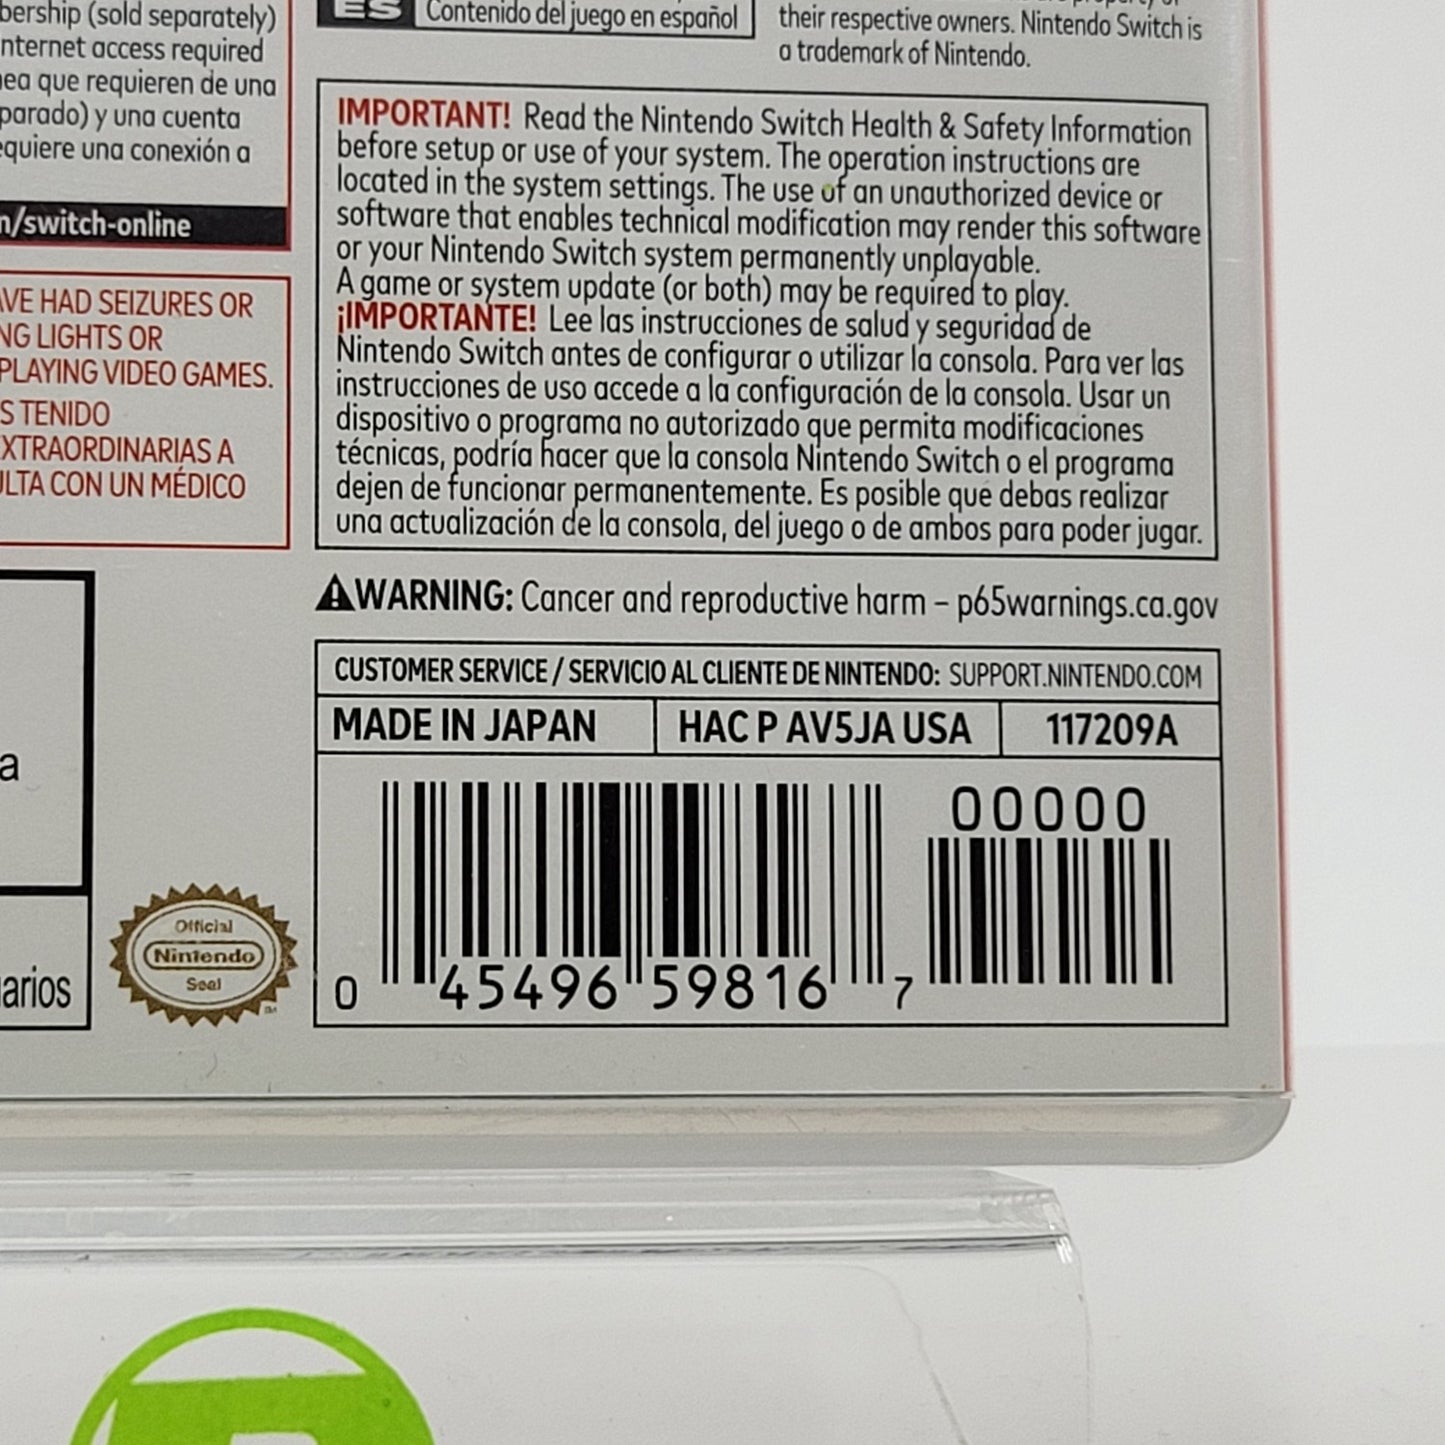 bership (sold separately)
nternet access required
ea que requieren de una
parado) y una cuenta
equiere una conexión a
n/switch-online
AVE HAD SEIZURES OR
NG LIGHTS OR
PLAYING VIDEO GAMES.
S TENIDO
EXTRAORDINARIAS A
ULTA CON UN MÉDICO
a
arios
Official
Nintendo
Seal
TM
ES
Contenido del juego en español
their respective owners. Nintendo Switch is
a trademark of Nintendo.
IMPORTANT! Read the Nintendo Switch Health & Safety Information
before setup or use of your system. The operation instructions are
located in the system settings. The use of an unauthorized device or
software that enables technical modification may render this software
or your Nintendo Switch system permanently unplayable.
A game or system update (or both) may be required to play.
¡IMPORTANTE! Lee las instrucciones de salud y seguridad de
Nintendo Switch antes de configurar o utilizar la consola. Para ver las
instrucciones de uso accede a la configuración de la consola. Usar un
dispositivo o programa no autorizado que permita modificaciones
técnicas, podría hacer que la consola Nintendo Switch o el programa
dejen de funcionar permanentemente. Es posible que debas realizar
una actualización de la consola, del juego o de ambos para poder jugar.
WARNING: Cancer and reproductive harm – p65warnings.ca.gov
CUSTOMER SERVICE / SERVICIO AL CLIENTE DE NINTENDO: SUPPORT.NINTENDO.COM
MADE IN JAPAN
HAC P AV5JA USA
117209A
00000
0 45496 59816 7